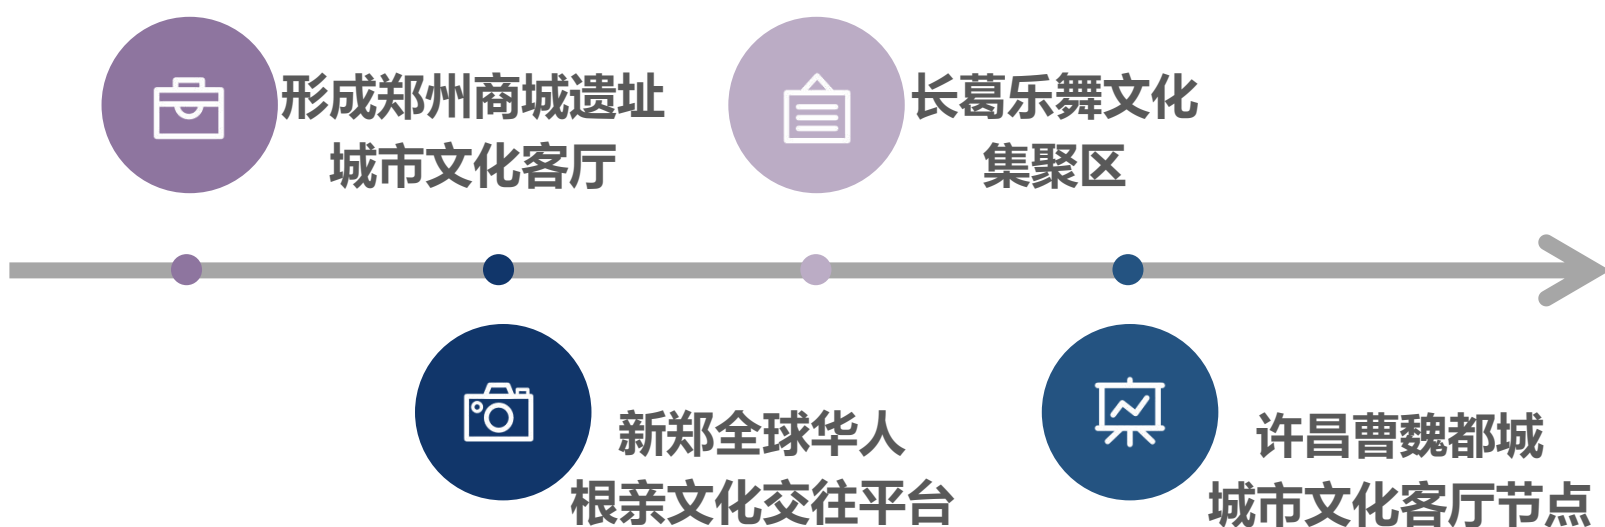 形成郑州商城遗址
城市文化客厅
长葛乐舞文化
集聚区
新郑全球华人
根亲文化交往平台
许昌曹魏都城
城市文化客厅节点